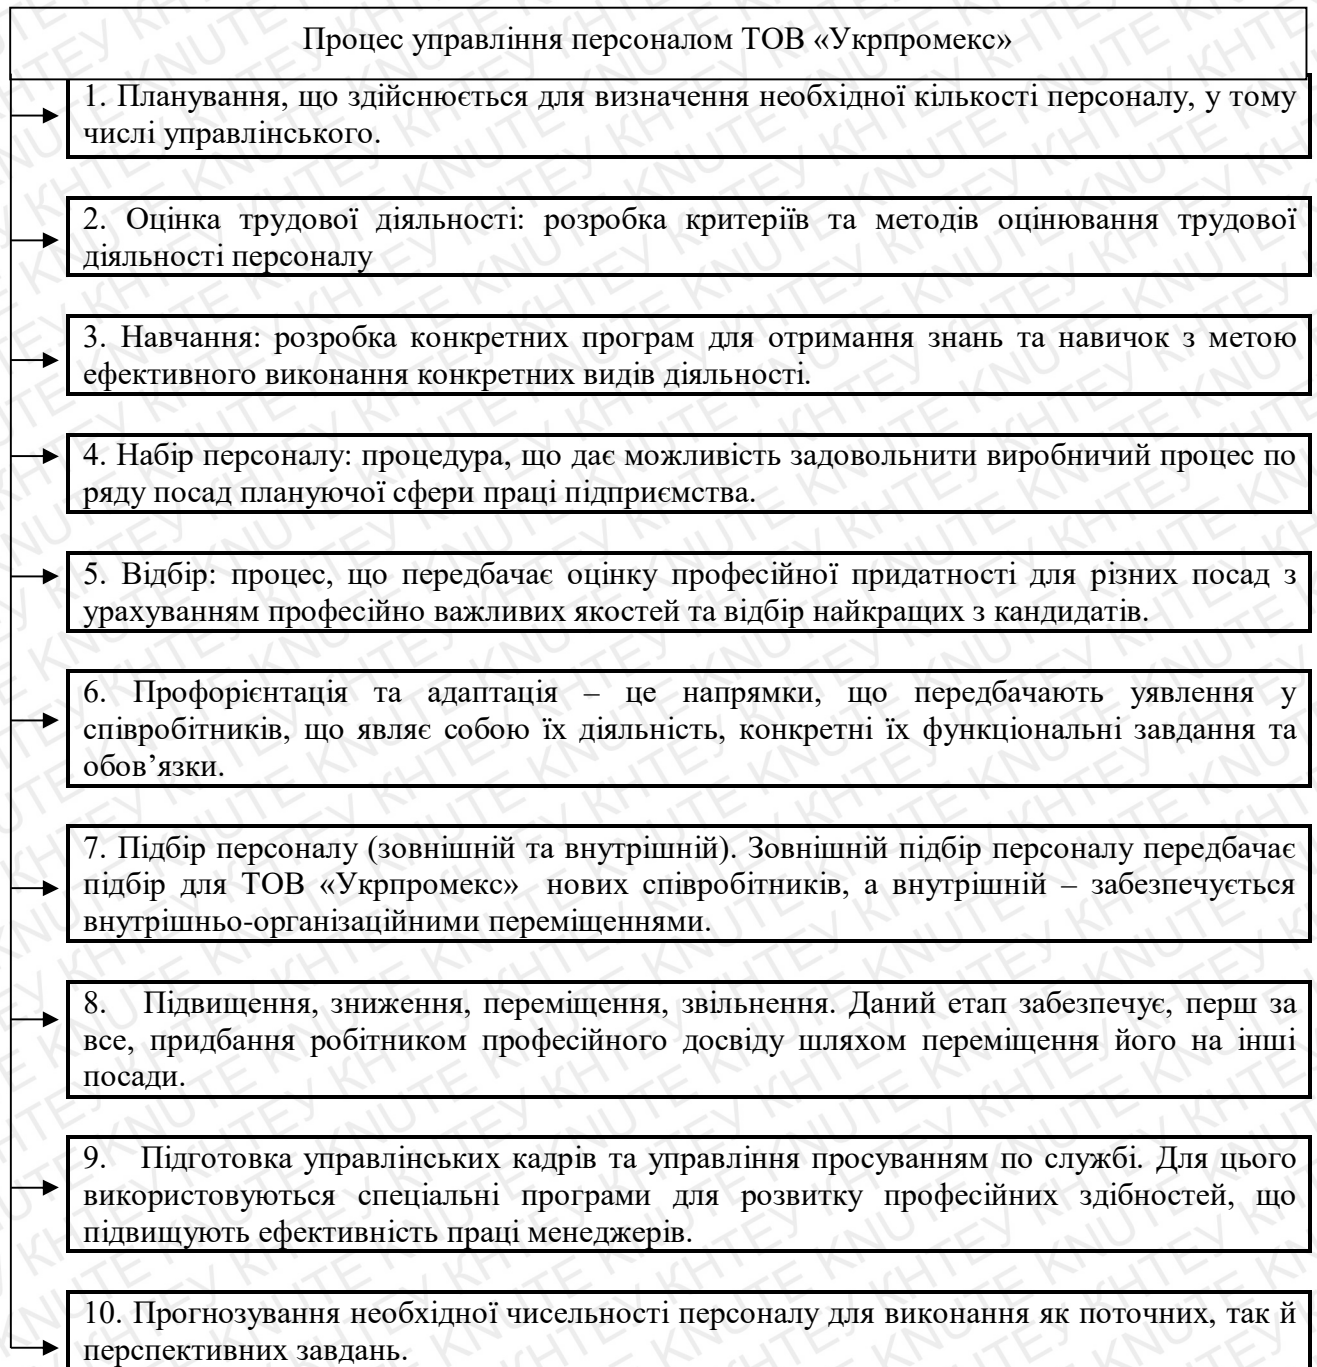 Процес управління персоналом ТОВ «Укрпромекс»
1. Планування, що здійснюється для визначення необхідної кількості персоналу, у тому
числі управлінського.
2. Оцінка трудової діяльності: розробка критеріїв та методів оцінювання трудової
діяльності персоналу
3. Навчання: розробка конкретних програм для отримання знань та навичок з метою
ефективного виконання конкретних видів діяльності.
4. Набір персоналу: процедура, що дає можливість задовольнити виробничий процес по
ряду посад плануючої сфери праці підприємства.
5. Відбір: процес, що передбачає оцінку професійної придатності для різних посад з
урахуванням професійно важливих якостей та відбір найкращих з кандидатів.
6. Профорієнтація та адаптація – це напрямки, що передбачають уявлення у
співробітників, що являє собою їх діяльність, конкретні їх функціональні завдання та
обов’язки.
7. Підбір персоналу (зовнішній та внутрішній). Зовнішній підбір персоналу передбачає
підбір для ТОВ «Укрпромекс» нових співробітників, а внутрішній – забезпечується
внутрішньо-організаційними переміщеннями.
8. Підвищення, зниження, переміщення, звільнення. Даний етап забезпечує, перш за
все, придбання робітником професійного досвіду шляхом переміщення його на інші
посади.
9. Підготовка управлінських кадрів та управління просуванням по службі. Для цього
використовуються спеціальні програми для розвитку професійних здібностей, що
підвищують ефективність праці менеджерів.
10. Прогнозування необхідної чисельності персоналу для виконання як поточних, так й
перспективних завдань.